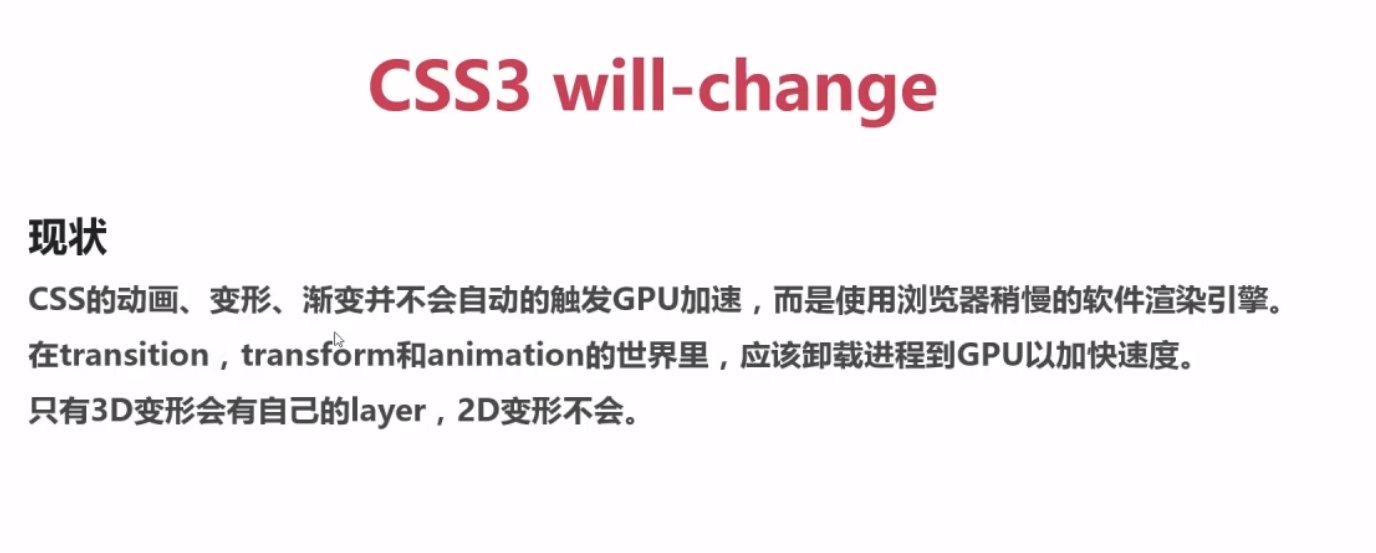 CSS3 will-change
现状
CSS的动画、变形、渐变并不会自动的触发GPU加速，而是使用浏览器稍慢的软件渲染引擎。
在transition，transform和animation的世界里，应该卸载进程到GPU以加快速度。
只有3D变形会有自己的layer，2D变形不会。